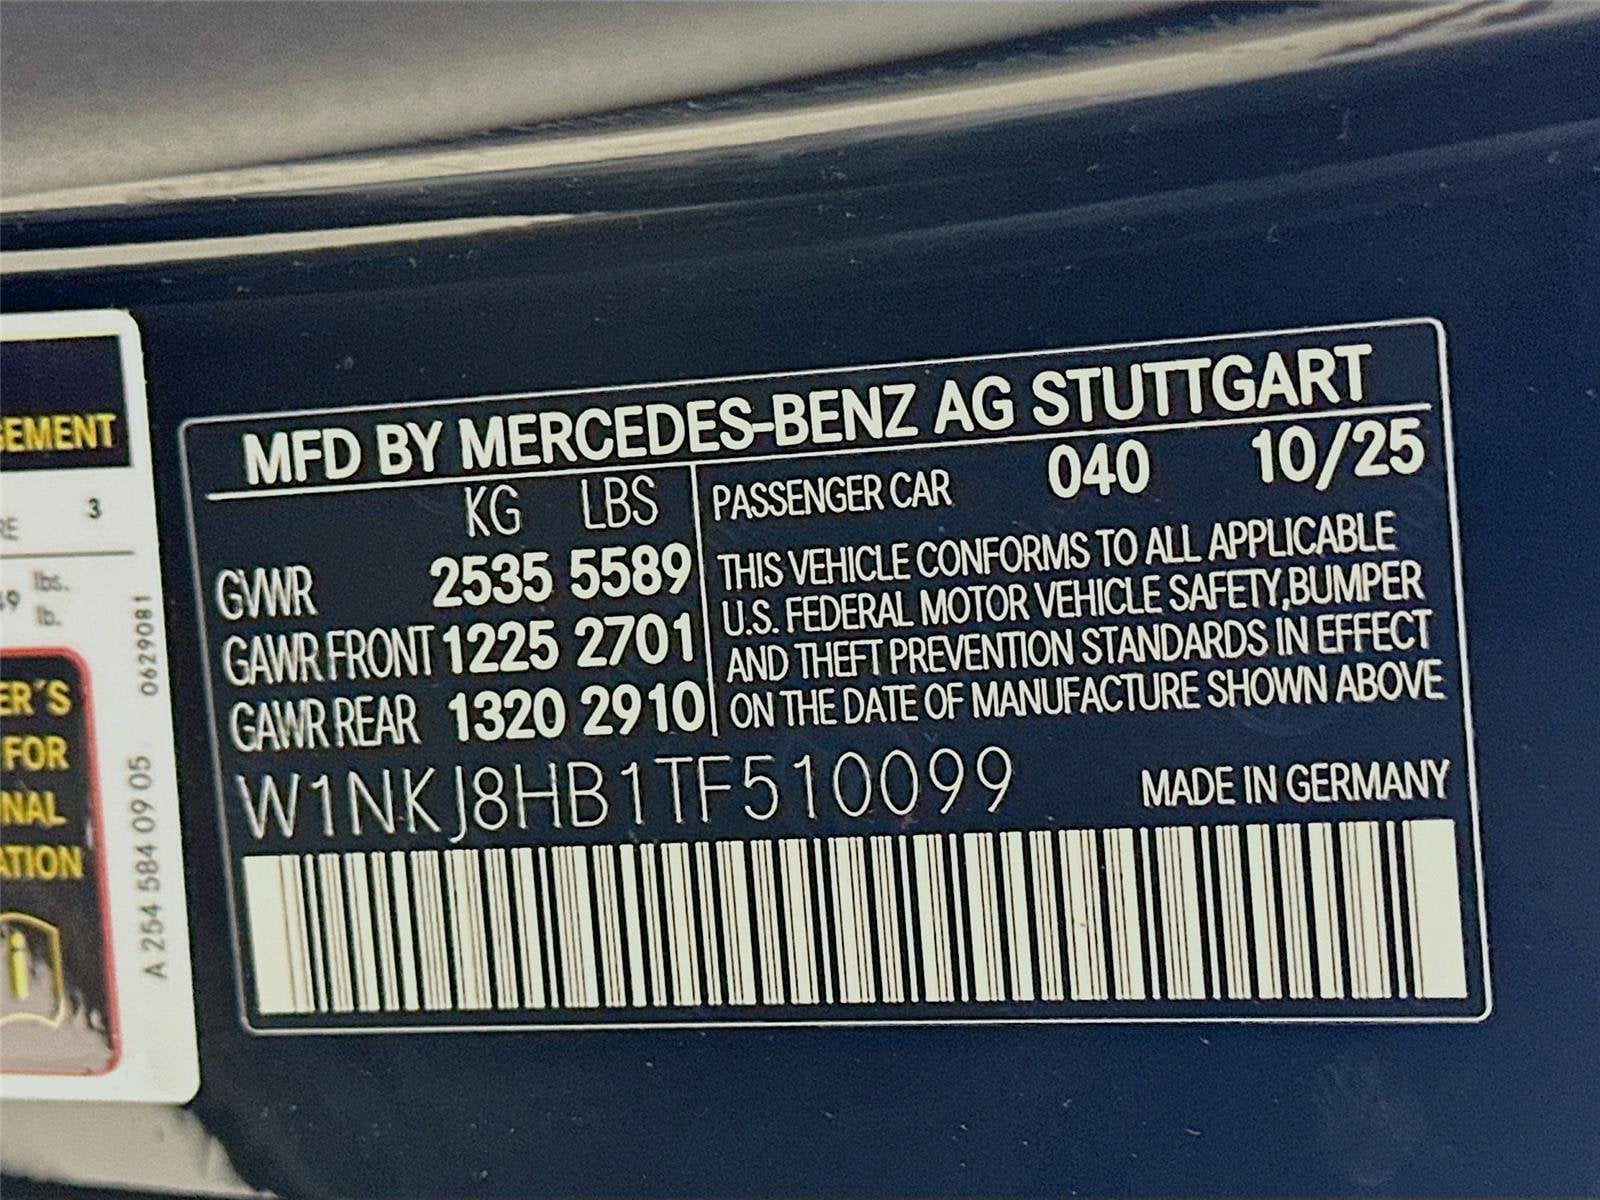 MFD BY MERCEDES-BENZ AG STUTTGART
KG LBS
GVWR 2535 5589
GAWR FRONT 1225 2701
GAWR REAR 1320 2910
PASSENGER CAR 040 10/25
THIS VEHICLE CONFORMS TO ALL APPLICABLE
U.S. FEDERAL MOTOR VEHICLE SAFETY,BUMPER
AND THEFT PREVENTION STANDARDS IN EFFECT
ON THE DATE OF MANUFACTURE SHOWN ABOVE
W1NKJ8HB1TF510099
MADE IN GERMANY
3
lbs.
lb.
ER´S
FOR
A 254 584 09 05 0629081